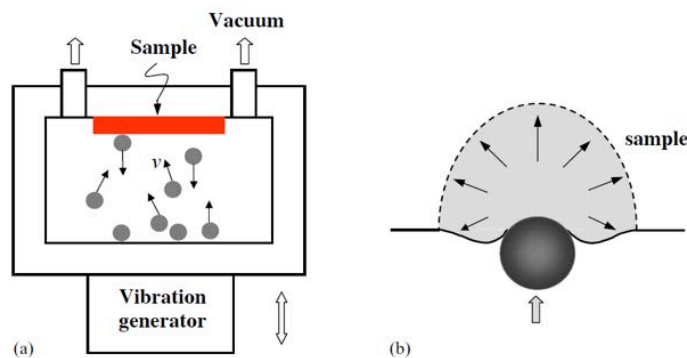 Vacuum
Sample
v
Vibration
generator
(a)
sample
(b)